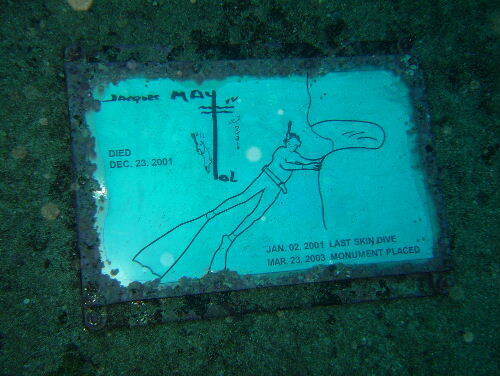 Jacques MAYOL
DIED
DEC. 23, 2001
JAN. 02, 2001 LAST SKIN DIVE
MAR. 23, 2003 MONUMENT PLACED